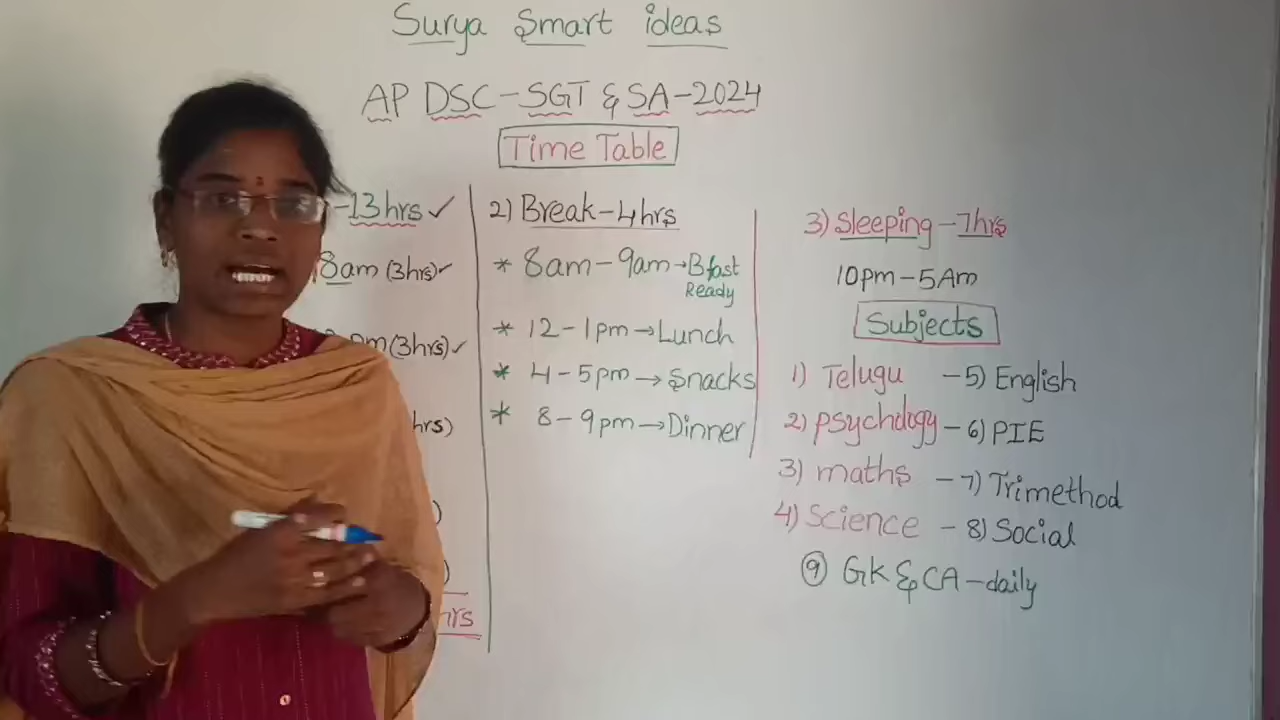 Surya Smart ideas
AP DSC-SGT & SA-2024
Time Table
-13 hrs ✓
8am (3hrs) ✓
pm (3hrs) ✓
hrs)
)
)
hrs
2) Break-4hrs
* 8am-9am→Bfast
Ready
* 12-1pm→Lunch
* 4-5pm→Snacks
* 8-9pm→Dinner
3) Sleeping-7hrs
10pm-5Am
Subjects
1) Telugu -5) English
2) psychology-6) PIE
3) maths -7) Trimethod
4) Science -8) Social
9 GK & CA-daily